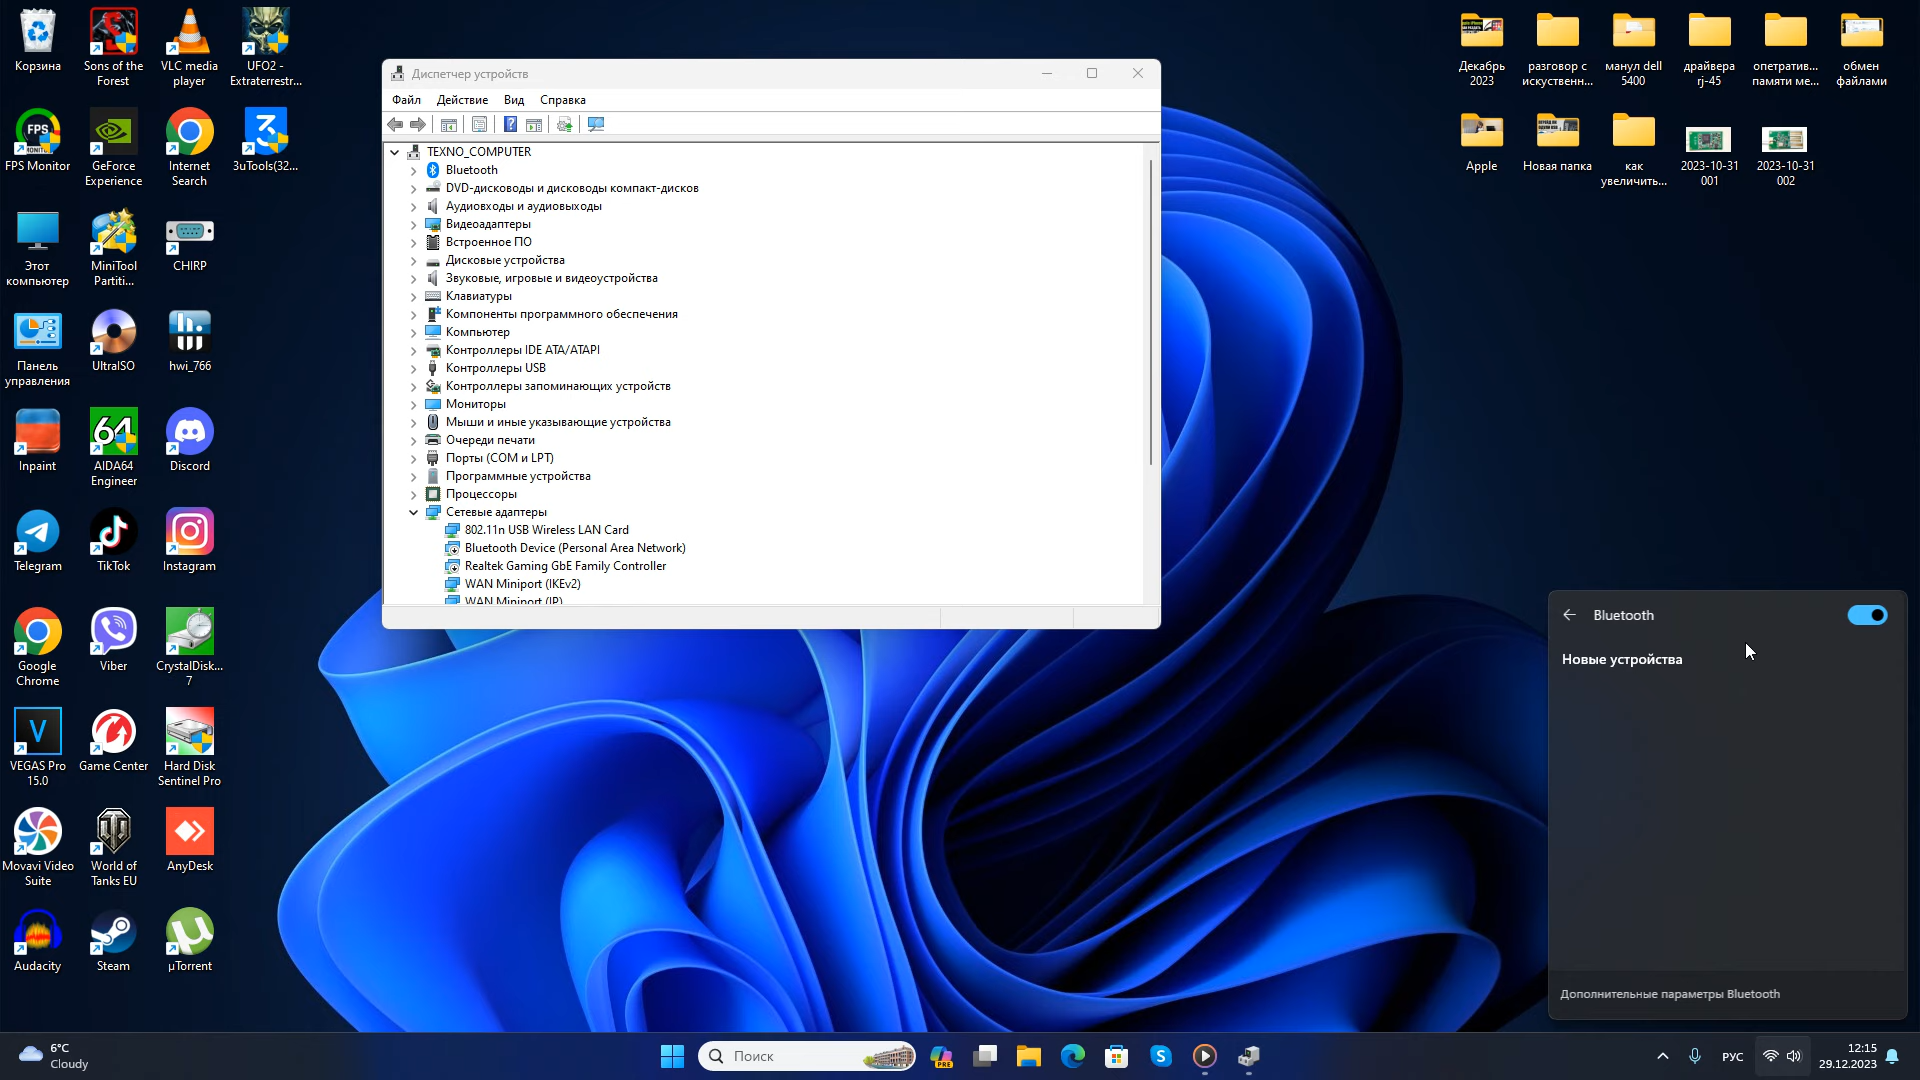 Корзина
Sons of the
Forest
VLC media
player
UFO2 -
Extraterrestr...
FPS
FPS Monitor
GeForce
Experience
Internet
Search
3uTools(32...
Этот
компьютер
MiniTool
Partiti...
CHIRP
Панель
управления
UltraISO
hwi_766
Inpaint
64
AIDA64
Engineer
Discord
Telegram
TikTok
Instagram
Google
Chrome
Viber
CrystalDisk...
7
VEGAS Pro
15.0
Game Center
Hard Disk
Sentinel Pro
Movavi Video
Suite
World of
Tanks EU
AnyDesk
Audacity
Steam
µTorrent
Диспетчер устройств
Файл Действие Вид Справка
TEXNO_COMPUTER
Bluetooth
DVD-дисководы и дисководы компакт-дисков
Аудиовходы и аудиовыходы
Видеоадаптеры
Встроенное ПО
Дисковые устройства
Звуковые, игровые и видеоустройства
Клавиатуры
Компоненты программного обеспечения
Компьютер
Контроллеры IDE ATA/ATAPI
Контроллеры USB
Контроллеры запоминающих устройств
Мониторы
Мыши и иные указывающие устройства
Очереди печати
Порты (COM и LPT)
Программные устройства
Процессоры
Сетевые адаптеры
802.11n USB Wireless LAN Card
Bluetooth Device (Personal Area Network)
Realtek Gaming GbE Family Controller
WAN Miniport (IKEv2)
WAN Miniport (IP)
Декабрь
2023
разговор с
искуственн...
манул dell
5400
драйвера
rj-45
оператив...
памяти ме...
обмен
файлами
Apple
Новая папка
как
увеличить...
2023-10-31
001
2023-10-31
002
Bluetooth
Новые устройства
Дополнительные параметры Bluetooth
6°C
Cloudy
Поиск
PRE
РУС
12:15
29.12.2023